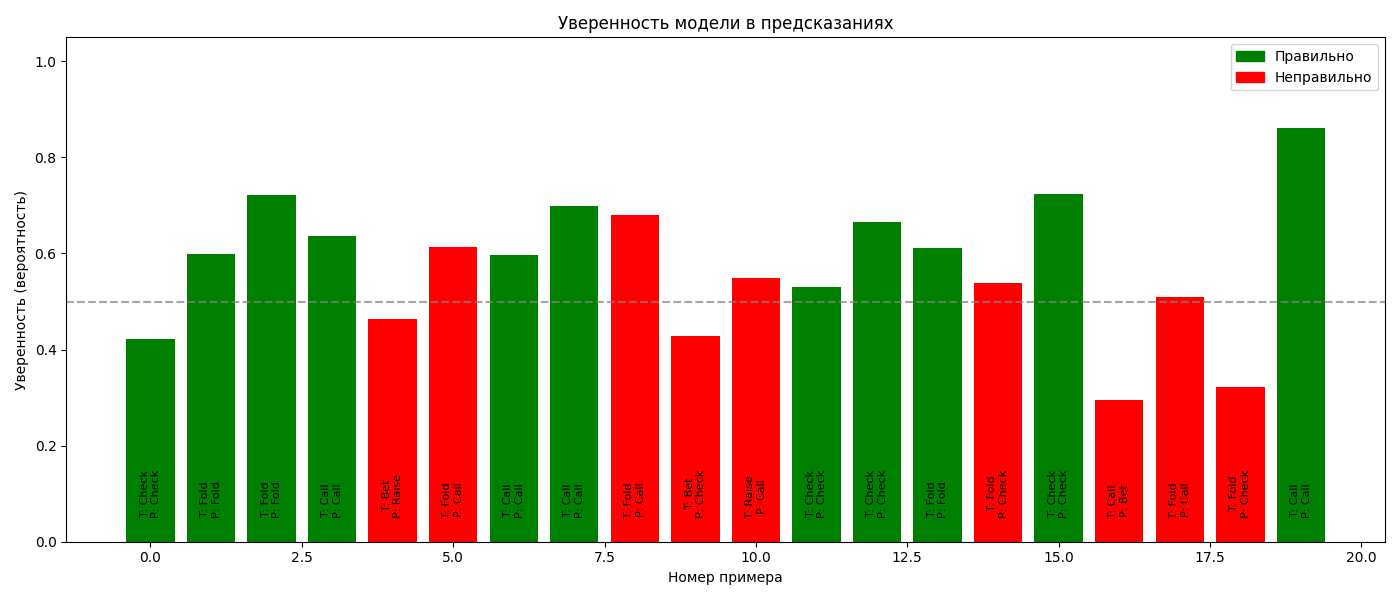 Уверенность модели в предсказаниях
Правильно
Неправильно
Уверенность (вероятность)
1.0
0.8
0.6
0.4
0.2
0.0
T: Check
P: Check
T: Fold
P: Fold
T: Fold
P: Fold
T: Call
P: Call
T: Bet
P: Raise
T: Fold
P: Call
T: Call
P: Call
T: Call
P: Call
T: Fold
P: Call
T: Bet
P: Check
T: Raise
P: Call
T: Check
P: Check
T: Check
P: Check
T: Fold
P: Fold
T: Fold
P: Check
T: Check
P: Check
T: Call
P: Bet
T: Fold
P: Call
T: Fold
P: Check
T: Call
P: Call
0.0 2.5 5.0 7.5 10.0 12.5 15.0 17.5 20.0
Номер примера